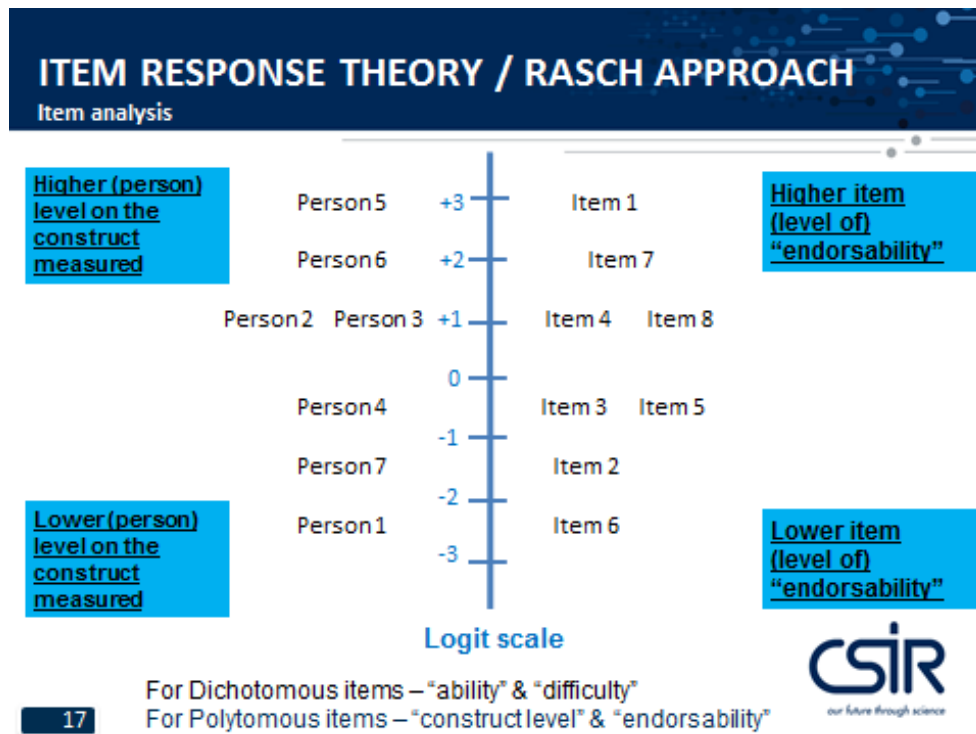 ITEM RESPONSE THEORY / RASCH APPROACH
Item analysis
Higher (person)
level on the
construct
measured
Higher item
(level of)
“endorsability”
Person 5 +3 Item 1
Person 6 +2 Item 7
Person 2 Person 3 +1 Item 4 Item 8
0
Person 4 Item 3 Item 5
-1
Person 7 Item 2
-2
Person 1 Item 6
-3
Lower (person)
level on the
construct
measured
Lower item
(level of)
“endorsability”
Logit scale
For Dichotomous items – “ability” & “difficulty”
For Polytomous items – “construct level” & “endorsability”
17
CSIR
our future through science